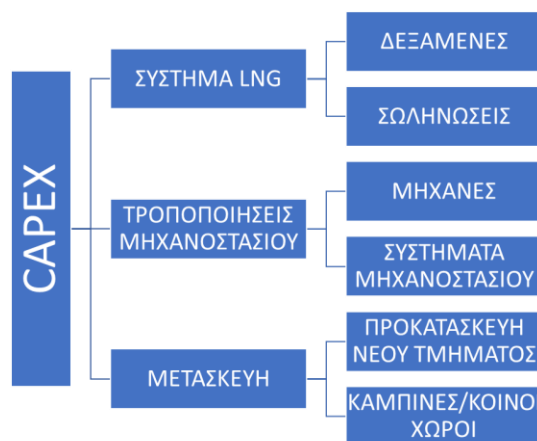 CAPEX
ΣΥΣΤΗΜΑ LNG
ΔΕΞΑΜΕΝΕΣ
ΣΩΛΗΝΩΣΕΙΣ
ΤΡΟΠΟΠΟΙΗΣΕΙΣ
ΜΗΧΑΝΟΣΤΑΣΙΟΥ
ΜΗΧΑΝΕΣ
ΣΥΣΤΗΜΑΤΑ
ΜΗΧΑΝΟΣΤΑΣΙΟΥ
ΜΕΤΑΣΚΕΥΗ
ΠΡΟΚΑΤΑΣΚΕΥΗ
ΝΕΟΥ ΤΜΗΜΑΤΟΣ
ΚΑΜΠΙΝΕΣ/ΚΟΙΝΟΙ
ΧΩΡΟΙ